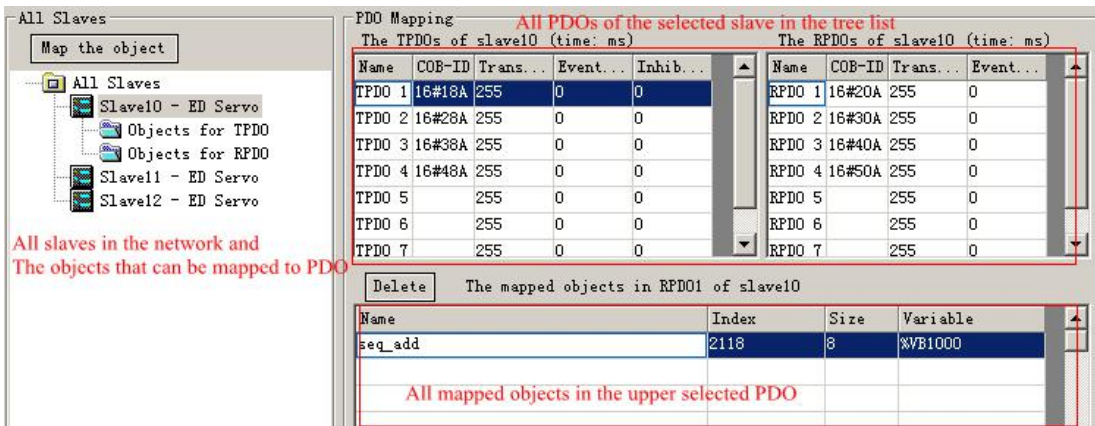 All Slaves
Map the object
All Slaves
Slave10 - ED Servo
Objects for TPDO
Objects for RPDO
Slave11 - ED Servo
Slave12 - ED Servo
All slaves in the network and
The objects that can be mapped to PDO
PDO Mapping
All PDOs of the selected slave in the tree list
The TPDOs of slave10 (time: ms)
Name COB-ID Trans... Event... Inhib...
TPDO 1 16#18A 255 0 0
TPDO 2 16#28A 255 0 0
TPDO 3 16#38A 255 0 0
TPDO 4 16#48A 255 0 0
TPDO 5 255 0 0
TPDO 6 255 0 0
TPDO 7 255 0 0
The RPDOs of slave10 (time: ms)
Name COB-ID Trans... Event...
RPDO 1 16#20A 255 0
RPDO 2 16#30A 255 0
RPDO 3 16#40A 255 0
RPDO 4 16#50A 255 0
RPDO 5 255 0
RPDO 6 255 0
RPDO 7 255 0
Delete
The mapped objects in RPDO1 of slave10
Name Index Size Variable
seq_add 2118 8 %VB1000
All mapped objects in the upper selected PDO